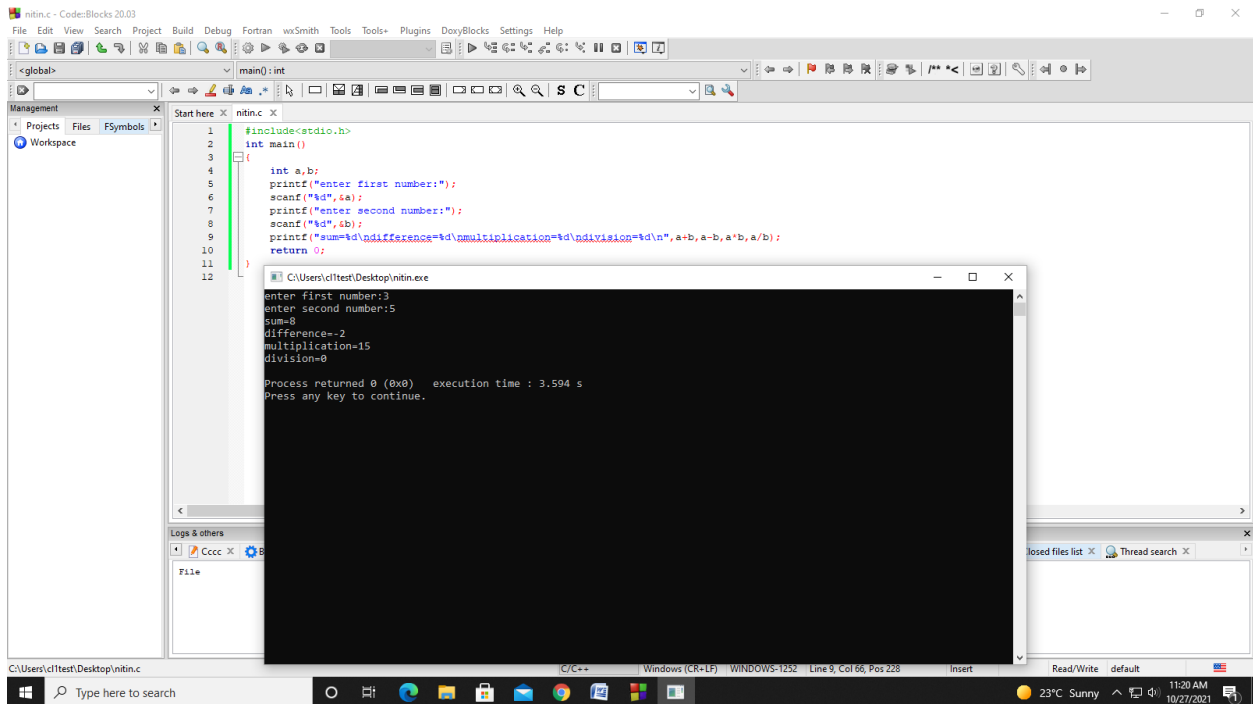 nitin.c - Code::Blocks 20.03
File Edit View Search Project Build Debug Fortran wxSmith Tools Tools+ Plugins DoxyBlocks Settings Help
<global> main() : int
/** *<
S C
Management
Projects Files FSymbols
Workspace
Start here X nitin.c X
1 #include<stdio.h>
2 int main()
3 {
4 int a,b;
5 printf("enter first number:");
6 scanf("%d",&a);
7 printf("enter second number:");
8 scanf("%d",&b);
9 printf("sum=%d\ndifference=%d\nmultiplication=%d\ndivision=%d\n",a+b,a-b,a*b,a/b);
10 return 0;
11 }
12
C:\Users\cl1test\Desktop\nitin.exe
enter first number:3
enter second number:5
sum=8
difference=-2
multiplication=15
division=0
Process returned 0 (0x0) execution time : 3.594 s
Press any key to continue.
Logs & others
Cccc X B
losed files list X Thread search X
File
C:\Users\cl1test\Desktop\nitin.c C/C++ Windows (CR+LF) WINDOWS-1252 Line 9, Col 66, Pos 228 Insert Read/Write default
Type here to search
23°C Sunny
11:20 AM
10/27/2021
1